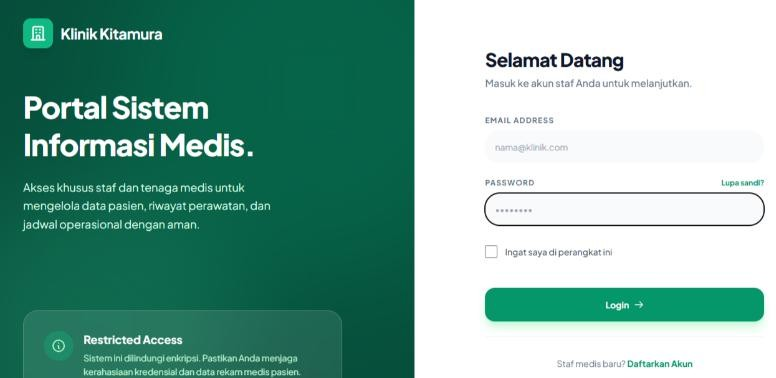 Klinik Kitamura
Portal Sistem
Informasi Medis.
Akses khusus staf dan tenaga medis untuk
mengelola data pasien, riwayat perawatan, dan
jadwal operasional dengan aman.
Restricted Access
Sistem ini dilindungi enkripsi. Pastikan Anda menjaga
kerahasiaan kredensial dan data rekam medis pasien.
Selamat Datang
Masuk ke akun staf Anda untuk melanjutkan.
EMAIL ADDRESS
nama@klinik.com
PASSWORD
Lupa sandi?
••••••••
Ingat saya di perangkat ini
Login →
Staf medis baru? Daftarkan Akun